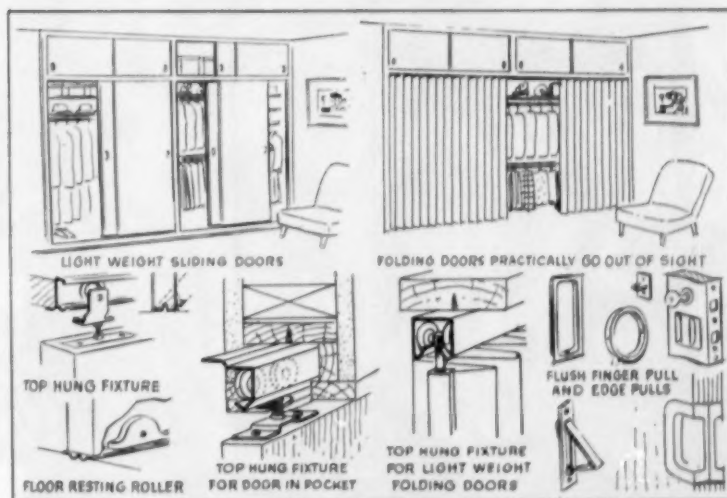 LIGHT WEIGHT SLIDING DOORS
FOLDING DOORS PRACTICALLY GO OUT OF SIGHT
TOP HUNG FIXTURE
FLOOR RESTING ROLLER
TOP HUNG FIXTURE
FOR DOOR IN POCKET
TOP HUNG FIXTURE
FOR LIGHT WEIGHT
FOLDING DOORS
FLUSH FINGER PULL
AND EDGE PULLS